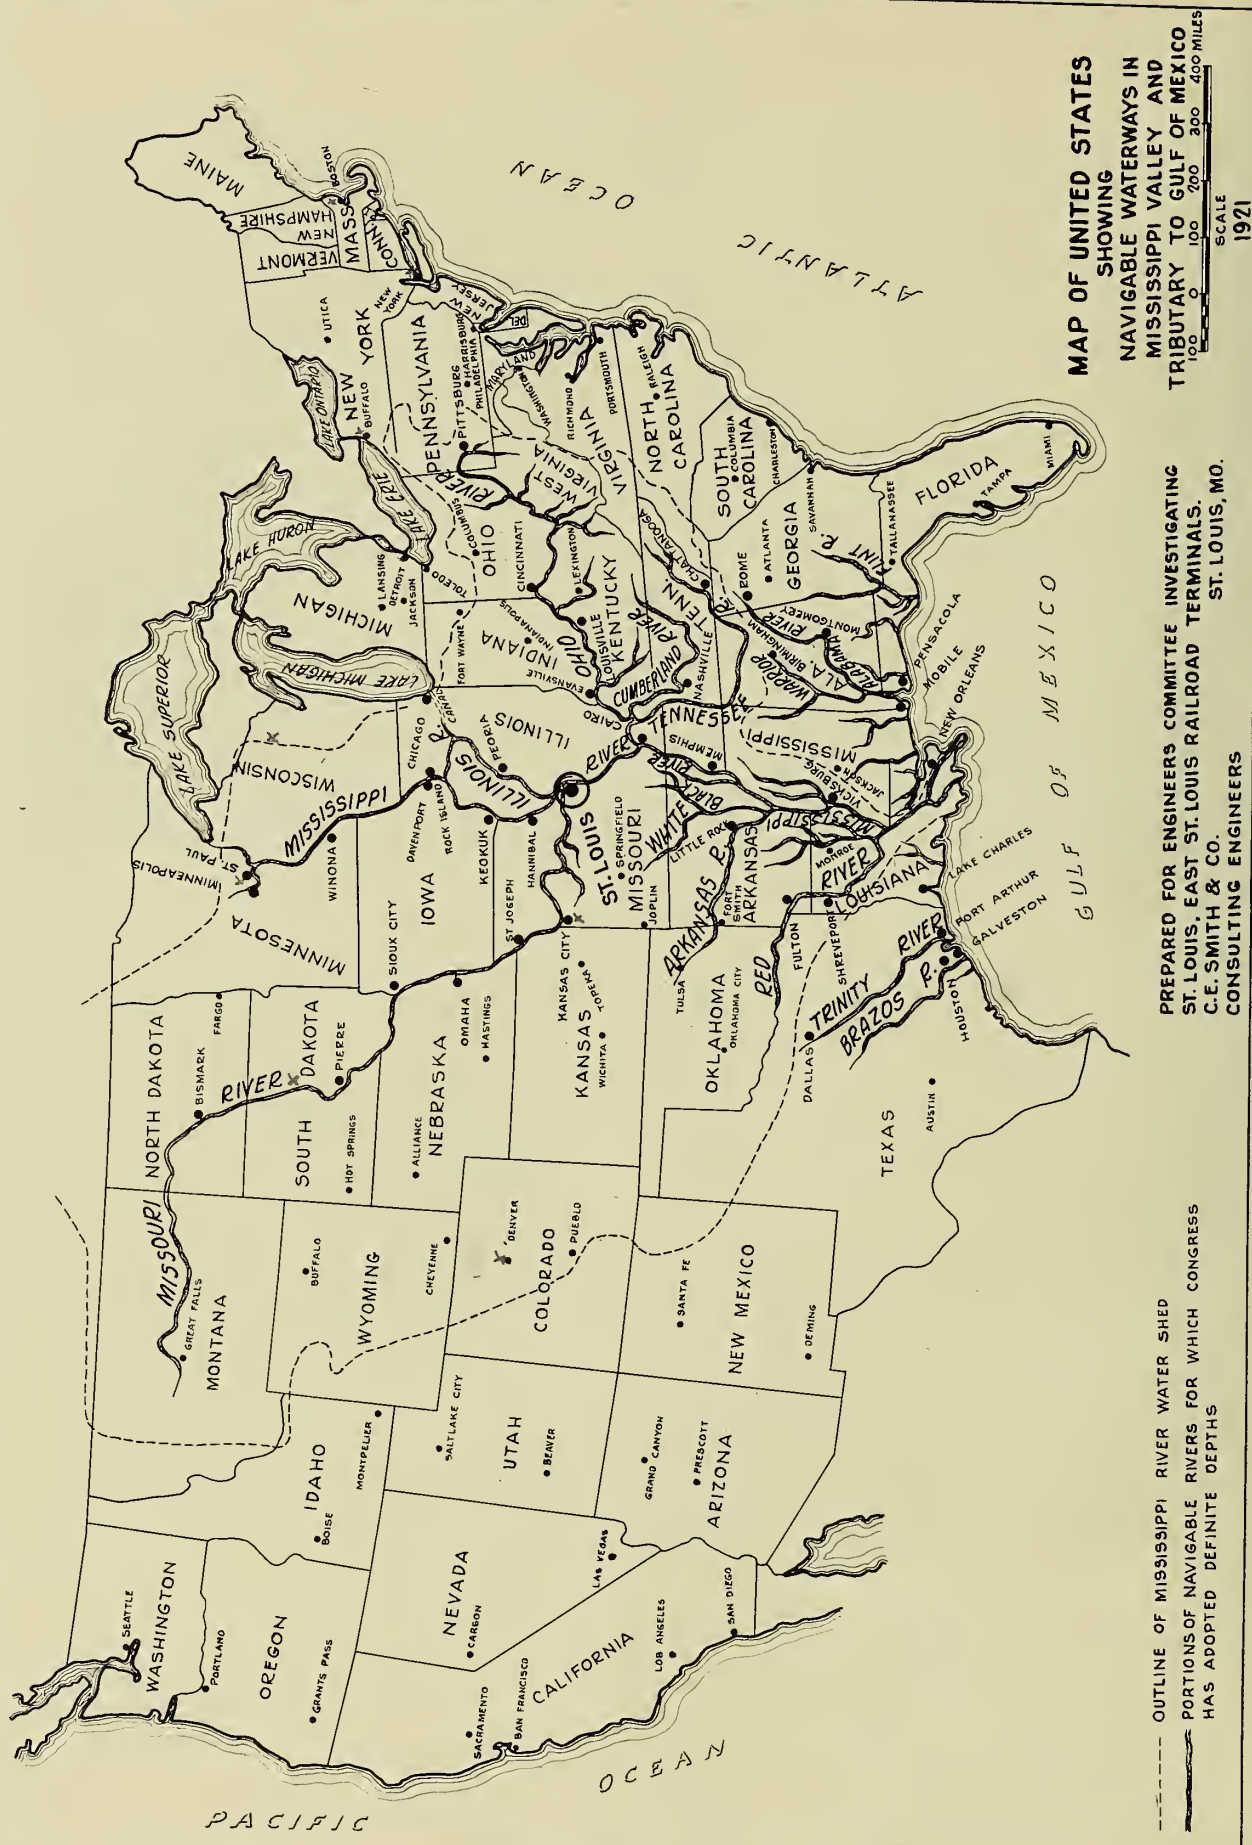 MAP OF UNITED STATES
SHOWING
NAVIGABLE WATERWAYS IN
MISSISSIPPI VALLEY AND
TRIBUTARY TO GULF OF MEXICO
100 0 100 200 300 400 MILES
SCALE
1921
PREPARED FOR ENGINEERS COMMITTEE INVESTIGATING
ST. LOUIS, EAST ST. LOUIS RAILROAD TERMINALS.
C.E. SMITH & CO. ST. LOUIS, MO.
CONSULTING ENGINEERS
OUTLINE OF MISSISSIPPI RIVER WATER SHED
PORTIONS OF NAVIGABLE RIVERS FOR WHICH CONGRESS
HAS ADOPTED DEFINITE DEPTHS
PACIFIC
OCEAN
ATLANTIC
OCEAN
GULF OF MEXICO
WASHINGTON
SEATTLE
OREGON
PORTLAND
GRANTS PASS
CALIFORNIA
SACRAMENTO
SAN FRANCISCO
LOB ANGELES
SAN DIEGO
NEVADA
CARSON
LAS VEGAS
IDAHO
BOISE
MONTPELIER
UTAH
SALT LAKE CITY
BEAVER
ARIZONA
GRAND CANYON
PRESCOTT
MONTANA
GREAT FALLS
MISSOURI
RIVER
WYOMING
BUFFALO
CHEYENNE
COLORADO
DENVER
PUEBLO
NEW MEXICO
SANTA FE
DEMING
NORTH DAKOTA
BISMARK
FARGO
SOUTH DAKOTA
PIERRE
HOT SPRINGS
NEBRASKA
ALLIANCE
OMAHA
HASTINGS
KANSAS
KANSAS CITY
TOPEKA
WICHITA
OKLAHOMA
OKLAHOMA CITY
TULSA
TEXAS
DALLAS
AUSTIN
HOUSTON
GALVESTON
PORT ARTHUR
TRINITY RIVER
BRAZOS R.
RED
RIVER
MINNESOTA
MINNEAPOLIS
ST. PAUL
WINONA
IOWA
SIOUX CITY
DAVENPORT
ROCK ISLAND
KEOKUK
MISSOURI
ST JOSEPH
HANNIBAL
ST. LOUIS
SPRINGFIELD
JOPLIN
ARKANSAS
ARKANSAS R.
FORT SMITH
LITTLE ROCK
FULTON
WHITE
BLACK
RIVER
LOUISIANA
SHREVEPORT
MONROE
LAKE CHARLES
NEW ORLEANS
WISCONSIN
MISSISSIPPI
RIVER
MISSISSIPPI
ILLINOIS
CHICAGO
CANAL
PEORIA
CAIRO
ILLINOIS
R.
LAKE SUPERIOR
LAKE MICHIGAN
LAKE HURON
LAKE ERIE
LAKE ONTARIO
MICHIGAN
LANSING
DETROIT
JACKSON
INDIANA
FORT WAYNE
INDIANAPOLIS
EVANSVILLE
OHIO
TOLEDO
COLUMBUS
CINCINNATI
OHIO
RIVER
KENTUCKY
LOUISVILLE
LEXINGTON
CUMBERLAND
RIVER
TENN.
NASHVILLE
MEMPHIS
CHATANOOGA
TENNESSEE
R.
MISSISSIPPI
VICKSBURG
JACKSON
ALA.
BIRMINGHAM
MONTGOMERY
MOBILE
WARRIOR
ALABAMA
RIVER
GEORGIA
ROME
ATLANTA
SAVANNAH
FLINT R.
FLORIDA
PENSACOLA
TALLANASSEE
TAMPA
MIAMI
SOUTH CAROLINA
COLUMBIA
CHARLESTON
NORTH CAROLINA
RALEIGH
VIRGINIA
RICHMOND
PORTSMOUTH
WEST VIRGINIA
WASHINGTON
MARYLAND
DEL.
PENNSYLVANIA
PITTSBURG
HARRISBURG
PHILADELPHIA
NEW JERSEY
NEW YORK
BUFFALO
UTICA
NEW YORK
CONN.
MASS
BOSTON
VERMONT
NEW HAMPSHIRE
MAINE